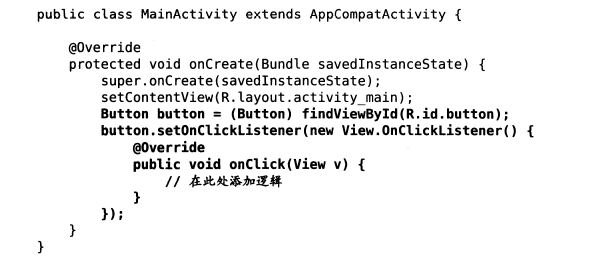 public class MainActivity extends AppCompatActivity {
@Override
protected void onCreate(Bundle savedInstanceState) {
super.onCreate(savedInstanceState);
setContentView(R.layout.activity_main);
Button button = (Button) findViewById(R.id.button);
button.setOnClickListener(new View.OnClickListener() {
@Override
public void onClick(View v) {
// 在此处添加逻辑
}
});
}
}